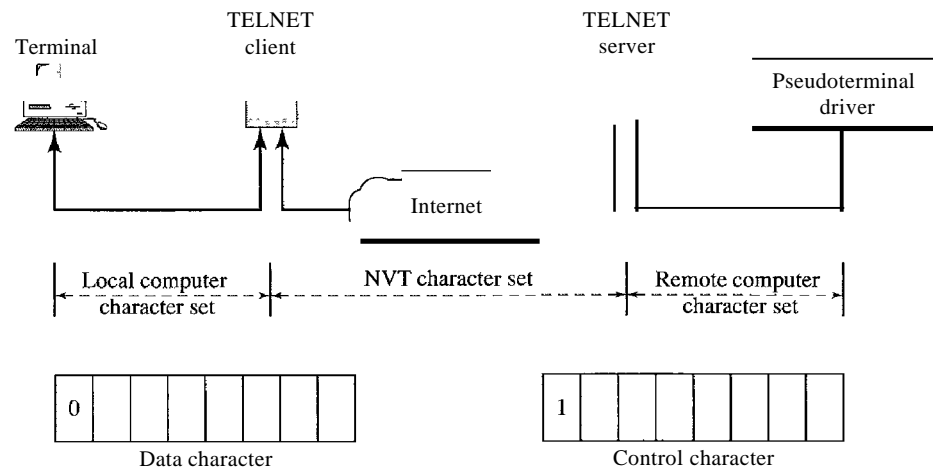 TELNET
client
TELNET
server
Terminal
Pseudoterminal
driver
Internet
Local computer
character set
NVT character set
Remote computer
character set
0
1
Data character
Control character